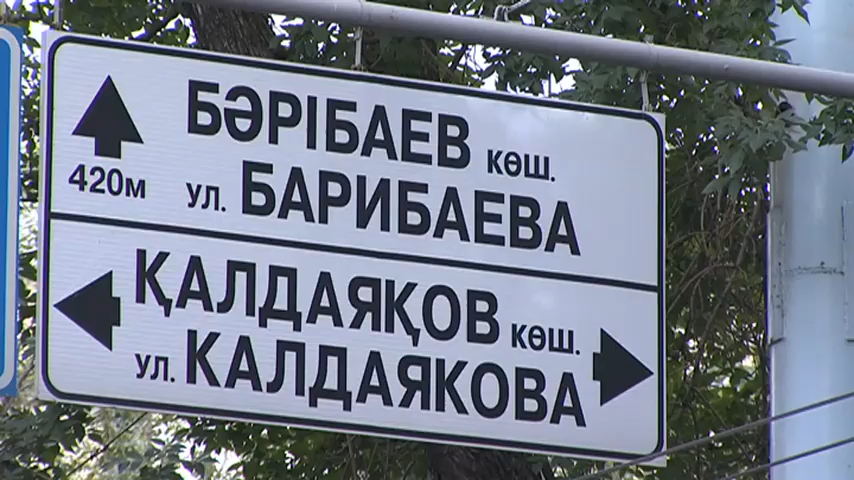 БӘРІБАЕВ көш.
420м ул. БАРИБАЕВА
ҚАЛДАЯҚОВ көш.
ул. КАЛДАЯКОВА